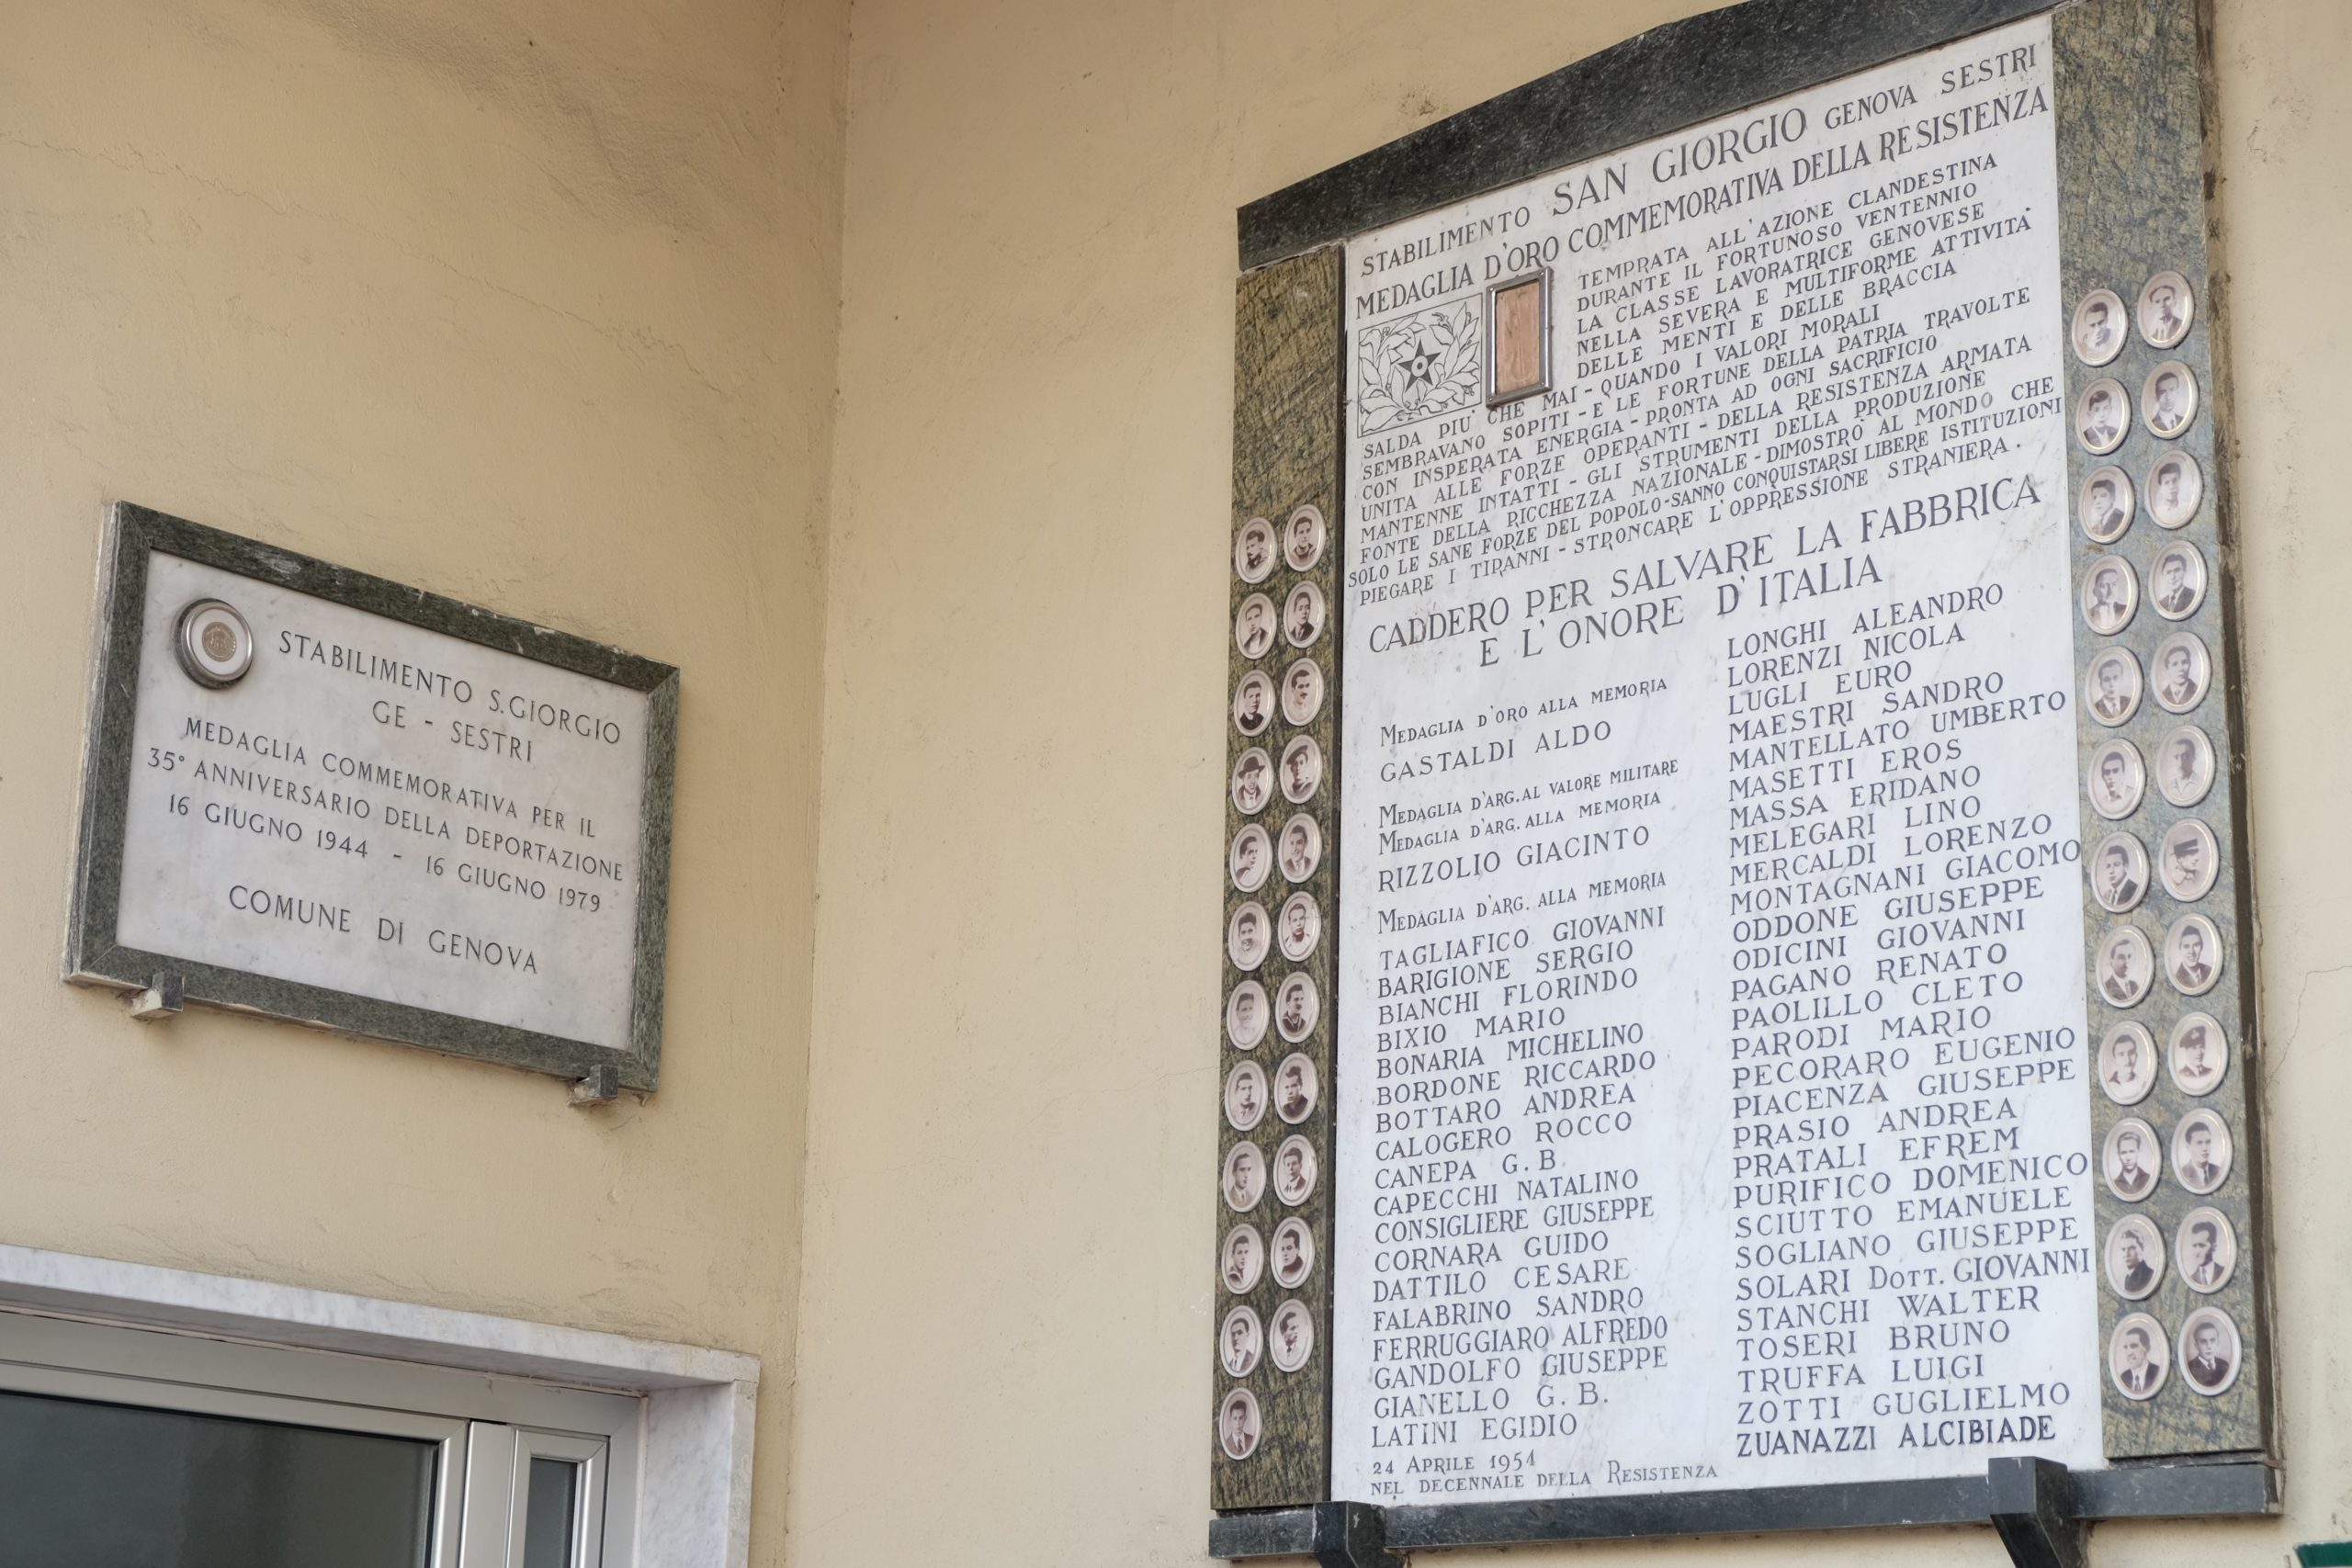 STABILIMENTO S.GIORGIO
GE - SESTRI
MEDAGLIA COMMEMORATIVA PER IL
35° ANNIVERSARIO DELLA DEPORTAZIONE
16 GIUGNO 1944 - 16 GIUGNO 1979
COMUNE DI GENOVA
STABILIMENTO SAN GIORGIO GENOVA SESTRI
MEDAGLIA D'ORO COMMEMORATIVA DELLA RESISTENZA
TEMPRATA ALL'AZIONE CLANDESTINA
DURANTE IL FORTUNOSO VENTENNIO
LA CLASSE LAVORATRICE GENOVESE
NELLA SEVERA E MULTIFORME ATTIVITA'
DELLE MENTI E DELLE BRACCIA
SALDA PIU' CHE MAI - QUANDO I VALORI MORALI
SEMBRAVANO SOPITI - E LE FORTUNE DELLA PATRIA TRAVOLTE
CON INSPERATA ENERGIA - PRONTA AD OGNI SACRIFICIO
UNITA ALLE FORZE OPERANTI - DELLA RESISTENZA ARMATA
MANTENNE INTATTI - GLI STRUMENTI DELLA PRODUZIONE
FONTE DELLA RICCHEZZA NAZIONALE - DIMOSTRO' AL MONDO CHE
SOLO LE SANE FORZE DEL POPOLO - SANNO CONQUISTARSI LIBERE ISTITUZIONI
PIEGARE I TIRANNI - STRONCARE L'OPPRESSIONE STRANIERA.
CADDERO PER SALVARE LA FABBRICA
E L'ONORE D'ITALIA
MEDAGLIA D'ORO ALLA MEMORIA
GASTALDI ALDO
MEDAGLIA D'ARG. AL VALORE MILITARE
MEDAGLIA D'ARG. ALLA MEMORIA
RIZZOLIO GIACINTO
MEDAGLIA D'ARG. ALLA MEMORIA
TAGLIAFICO GIOVANNI
BARIGIONE SERGIO
BIANCHI FLORINDO
BIXIO MARIO
BONARIA MICHELINO
BORDONE RICCARDO
BOTTARO ANDREA
CALOGERO ROCCO
CANEPA G. B.
CAPECCHI NATALINO
CONSIGLIERE GIUSEPPE
CORNARA GUIDO
DATTILO CESARE
FALABRINO SANDRO
FERRUGGIARO ALFREDO
GANDOLFO GIUSEPPE
GIANELLO G. B.
LATINI EGIDIO
LONGHI ALEANDRO
LORENZI NICOLA
LUGLI EURO
MAESTRI SANDRO
MANTELLATO UMBERTO
MASETTI EROS
MASSA ERIDANO
MELEGARI LINO
MERCALDI LORENZO
MONTAGNANI GIACOMO
ODDONE GIUSEPPE
ODICINI GIOVANNI
PAGANO RENATO
PAOLILLO CLETO
PARODI MARIO
PECORARO EUGENIO
PIACENZA GIUSEPPE
PRASIO ANDREA
PRATALI EFREM
PURIFICO DOMENICO
SCIUTTO EMANUELE
SOGLIANO GIUSEPPE
SOLARI DOTT. GIOVANNI
STANCHI WALTER
TOSERI BRUNO
TRUFFA LUIGI
ZOTTI GUGLIELMO
ZUANAZZI ALCIBIADE
24 APRILE 1954
NEL DECENNALE DELLA RESISTENZA